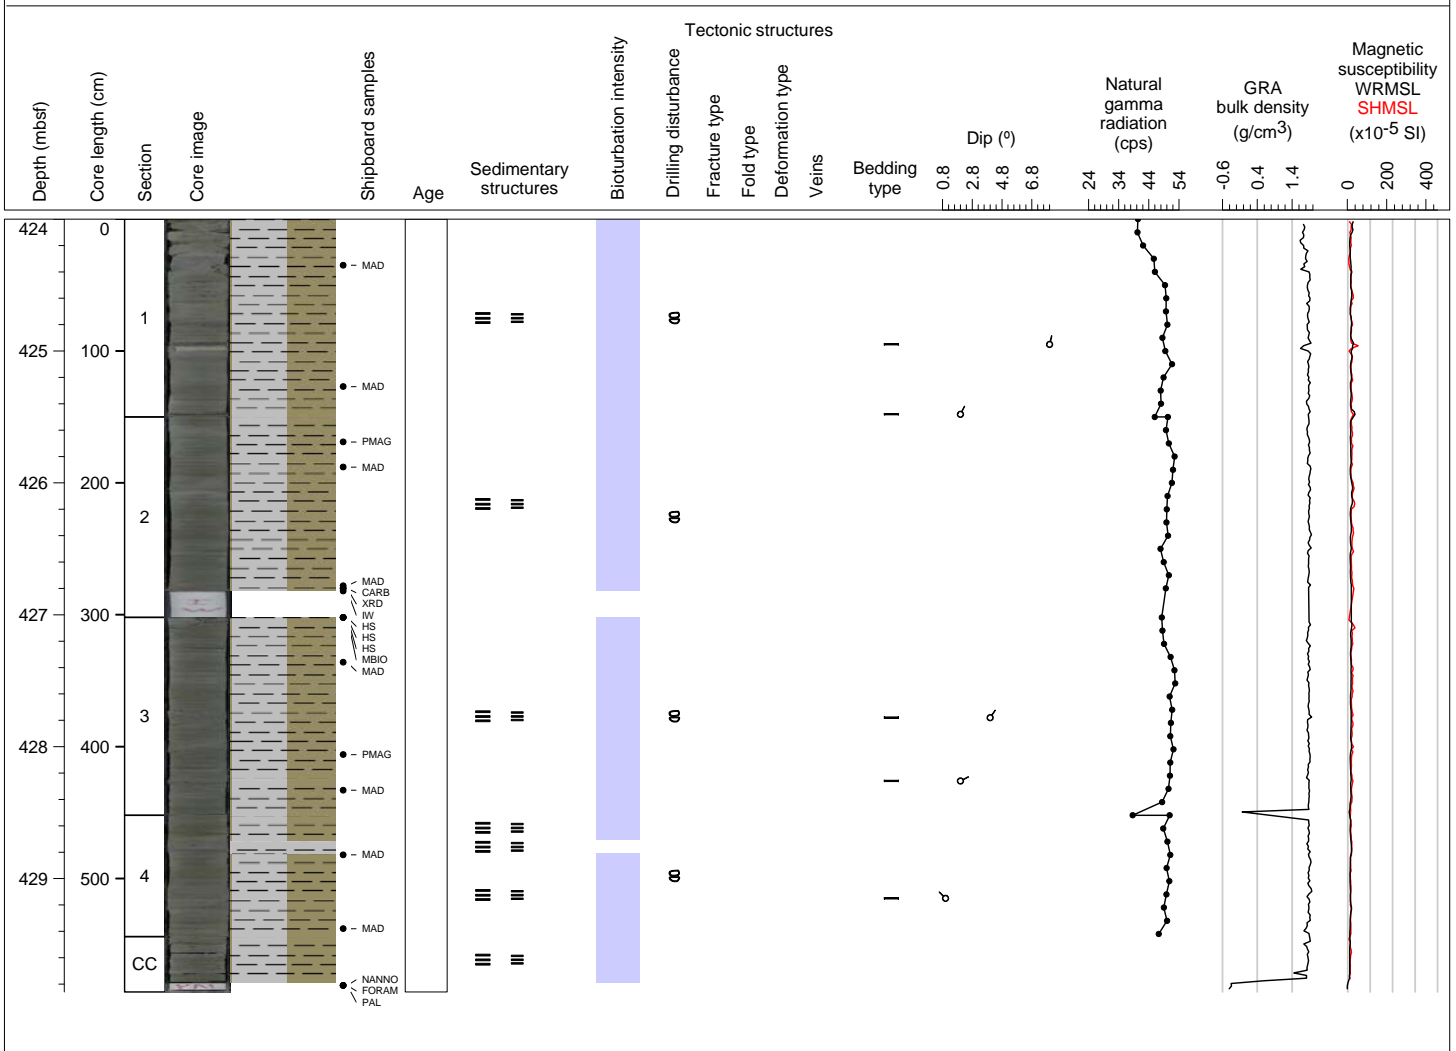 Tectonic structures
Depth (mbsf)
Core length (cm)
Section
Core image
Shipboard samples
Age
Sedimentary
structures
Bioturbation intensity
Drilling disturbance
Fracture type
Fold type
Deformation type
Veins
Bedding
type
Dip (º)
0.8 2.8 4.8 6.8
Natural
gamma
radiation
(cps)
24 34 44 54
GRA
bulk density
(g/cm3)
-0.6 0.4 1.4
Magnetic
susceptibility
WRMSL
SHMSL
(x10-5 SI)
0 200 400
424 0
MAD
1
425 100
MAD
PMAG
MAD
426 200
2
MAD
CARB
XRD
IW
427 300
HS
HS
HS
MBIO
MAD
3
428 400
PMAG
MAD
MAD
429 500
4
MAD
CC
NANNO
FORAM
PAL